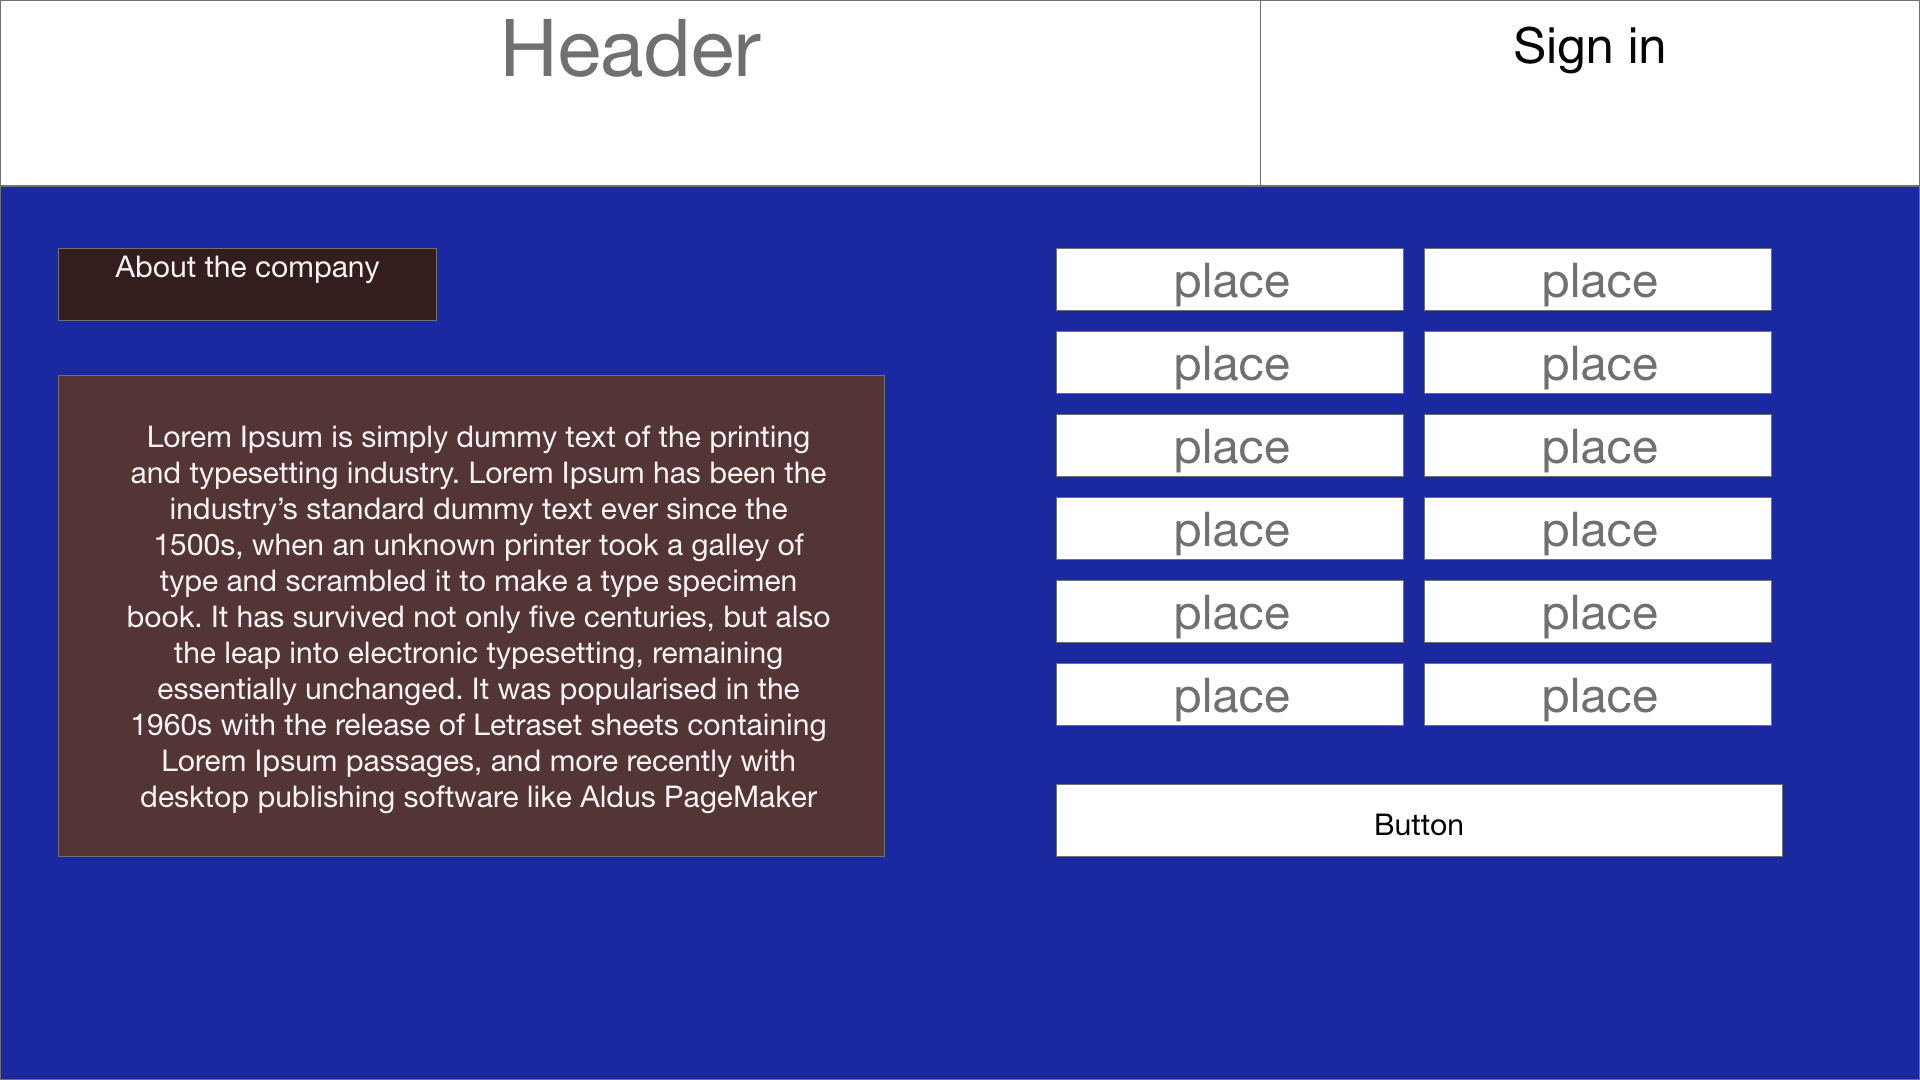 Header
Sign in
About the company
Lorem Ipsum is simply dummy text of the printing
and typesetting industry. Lorem Ipsum has been the
industry’s standard dummy text ever since the
1500s, when an unknown printer took a galley of
type and scrambled it to make a type specimen
book. It has survived not only five centuries, but also
the leap into electronic typesetting, remaining
essentially unchanged. It was popularised in the
1960s with the release of Letraset sheets containing
Lorem Ipsum passages, and more recently with
desktop publishing software like Aldus PageMaker
place place
place place
place place
place place
place place
place place
Button